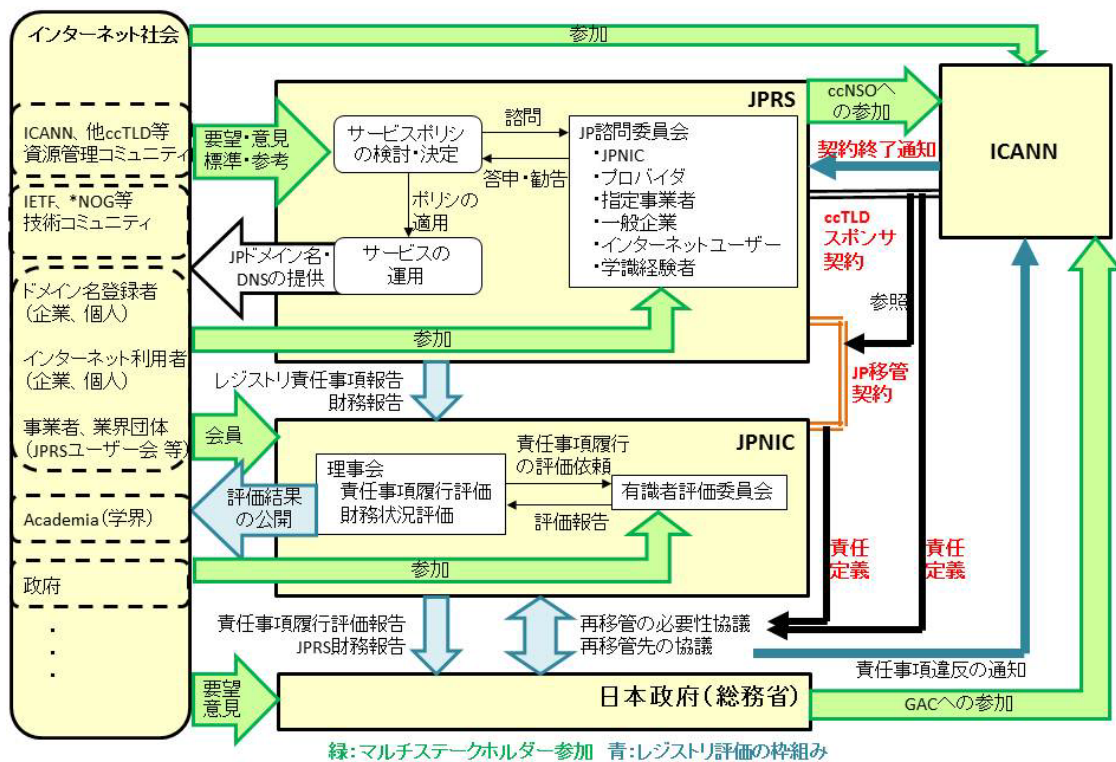 インターネット社会
ICANN、他ccTLD等
資源管理コミュニティ
IETF、*NOG等
技術コミュニティ
ドメイン名登録者
(企業、個人)
インターネット利用者
(企業、個人)
事業者、業界団体
(JPRSユーザー会 等)
Academia(学界)
政府
・
・
・
参加
要望・意見
標準・参考
JPドメイン名・
DNSの提供
JPRS
サービスポリシ
の検討・決定
諮問
答申・勧告
ポリシの
適用
サービスの
運用
JP諮問委員会
・JPNIC
・プロバイダ
・指定事業者
・一般企業
・インターネットユーザー
・学識経験者
参加
ccNSOへ
の参加
契約終了通知
ICANN
ccTLD
スポンサ
契約
参照
JP移管
契約
レジストリ責任事項報告
財務報告
会員
評価結果
の公開
JPNIC
理事会
責任事項履行評価
財務状況評価
責任事項履行
の評価依頼
評価報告
有識者評価委員会
参加
責任
定義
責任
定義
責任事項履行評価報告
JPRS財務報告
再移管の必要性協議
再移管先の協議
責任事項違反の通知
要望
意見
日本政府(総務省)
GACへの参加
緑:マルチステークホルダー参加 青:レジストリ評価の枠組み